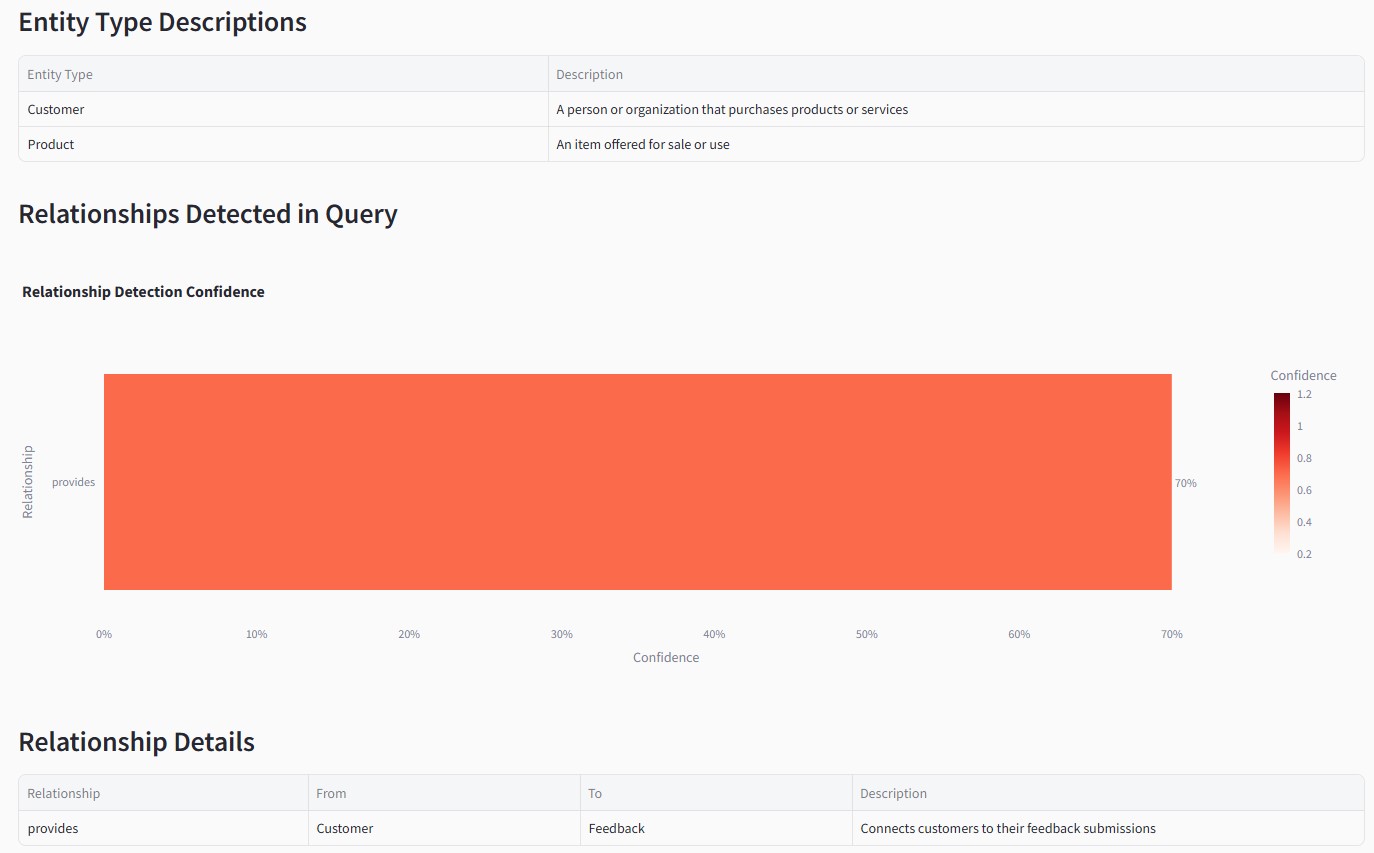 Entity Type Descriptions
Entity Type Description
Customer A person or organization that purchases products or services
Product An item offered for sale or use
Relationships Detected in Query
Relationship Detection Confidence
Relationship
provides
70%
0% 10% 20% 30% 40% 50% 60% 70%
Confidence
Confidence
1.2
1
0.8
0.6
0.4
0.2
Relationship Details
Relationship From To Description
provides Customer Feedback Connects customers to their feedback submissions